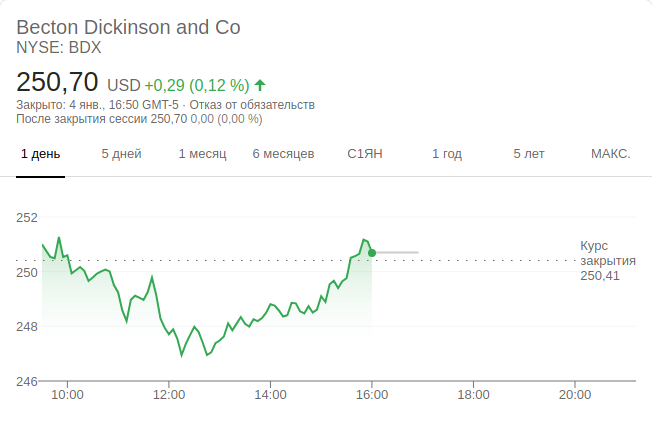 Becton Dickinson and Co
NYSE: BDX
250,70 USD +0,29 (0,12 %)
Закрыто: 4 янв., 16:50 GMT-5 · Отказ от обязательств
После закрытия сессии 250,70 0,00 (0,00 %)
1 день 5 дней 1 месяц 6 месяцев С1ЯН 1 год 5 лет МАКС.
252
Курс
закрытия
250,41
250
248
246
10:00 12:00 14:00 16:00 18:00 20:00